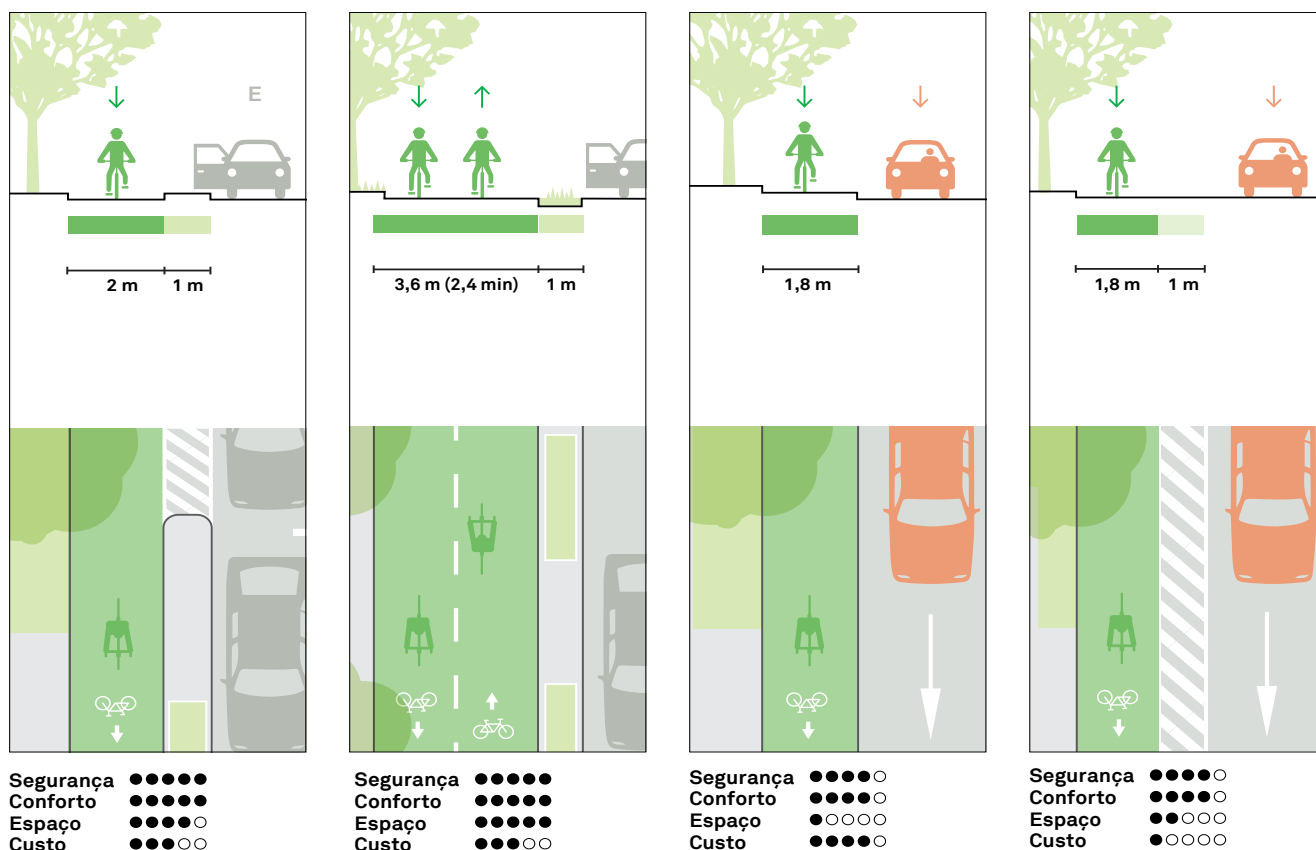 E
2 m 1 m
3,6 m (2,4 min) 1 m
1,8 m
1,8 m 1 m
Segurança ●●●●●
Conforto ●●●●●
Espaço ●●●●○
Custo ●●●○○
Segurança ●●●●●
Conforto ●●●●●
Espaço ●●●●●
Custo ●●●○○
Segurança ●●●●○
Conforto ●●●●○
Espaço ●○○○○
Custo ●●●●○
Segurança ●●●●○
Conforto ●●●●○
Espaço ●●○○○
Custo ●○○○○